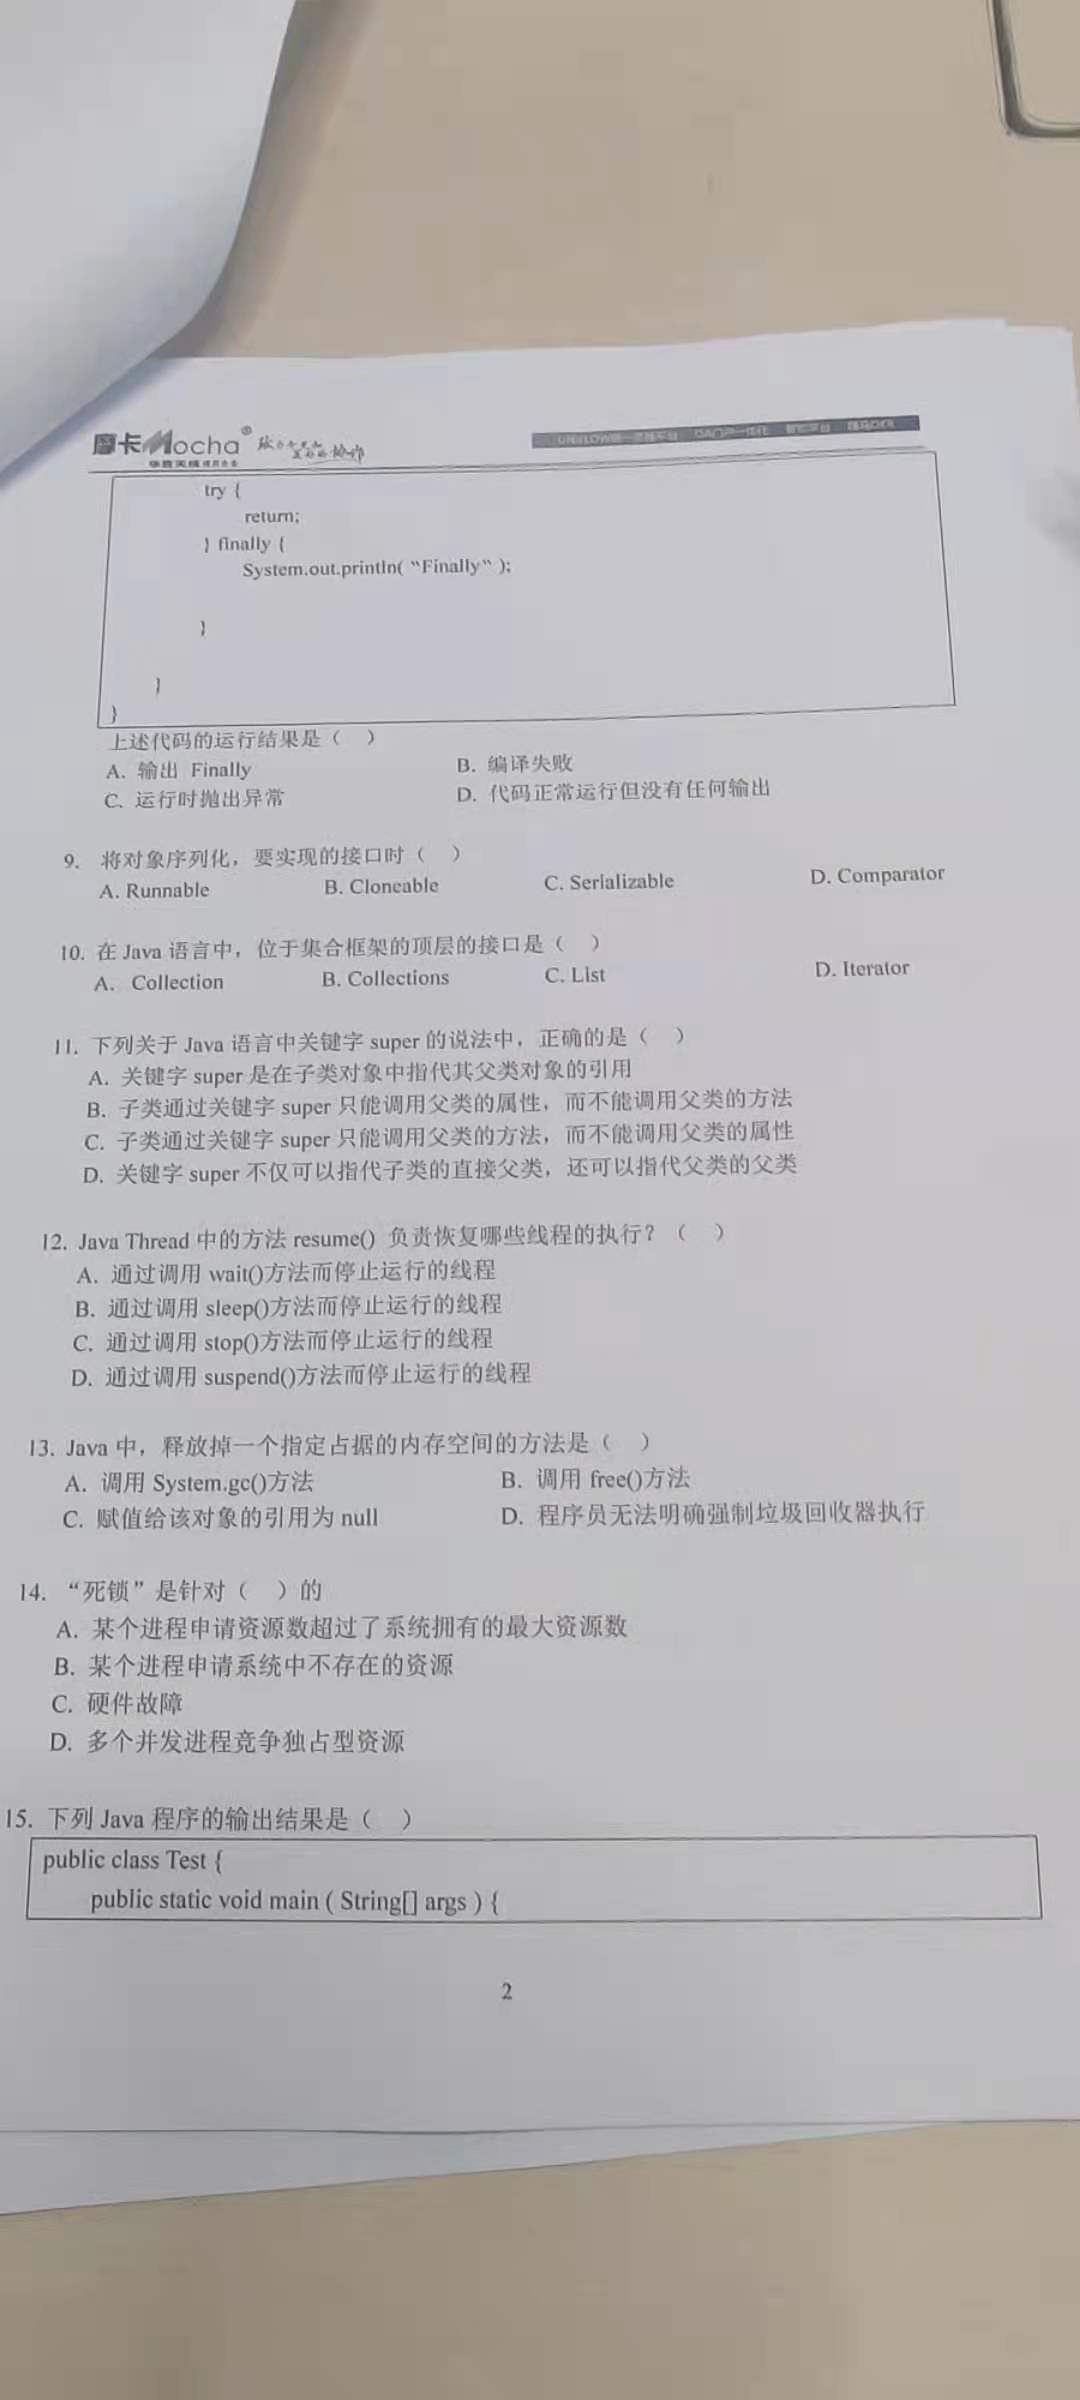 摩卡Mocha®
try {
return;
} finally {
System.out.println( “Finally“ );
}
}
}
上述代码的运行结果是（ ）
A. 输出 Finally B. 编译失败
C. 运行时抛出异常 D. 代码正常运行但没有任何输出
9. 将对象序列化，要实现的接口时（ ）
A. Runnable B. Cloneable C. Serializable D. Comparator
10. 在 Java 语言中，位于集合框架的顶层的接口是（ ）
A. Collection B. Collections C. List D. Iterator
11. 下列关于 Java 语言中关键字 super 的说法中，正确的是（ ）
A. 关键字 super 是在子类对象中指代其父类对象的引用
B. 子类通过关键字 super 只能调用父类的属性，而不能调用父类的方法
C. 子类通过关键字 super 只能调用父类的方法，而不能调用父类的属性
D. 关键字 super 不仅可以指代子类的直接父类，还可以指代父类的父类
12. Java Thread 中的方法 resume() 负责恢复哪些线程的执行？（ ）
A. 通过调用 wait()方法而停止运行的线程
B. 通过调用 sleep()方法而停止运行的线程
C. 通过调用 stop()方法而停止运行的线程
D. 通过调用 suspend()方法而停止运行的线程
13. Java 中，释放掉一个指定占据的内存空间的方法是（ ）
A. 调用 System.gc()方法 B. 调用 free()方法
C. 赋值给该对象的引用为 null D. 程序员无法明确强制垃圾回收器执行
14. “死锁”是针对（ ）的
A. 某个进程申请资源数超过了系统拥有的最大资源数
B. 某个进程申请系统中不存在的资源
C. 硬件故障
D. 多个并发进程竞争独占型资源
15. 下列 Java 程序的输出结果是（ ）
public class Test {
public static void main ( String[] args ) {
2